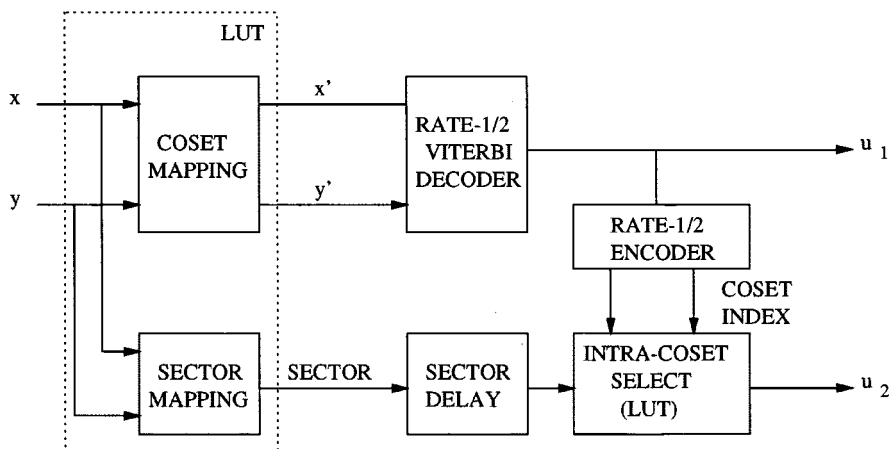 LUT
x
x'
COSET
MAPPING
RATE-1/2
VITERBI
DECODER
u 1
y
y'
RATE-1/2
ENCODER
COSET
INDEX
SECTOR
MAPPING
SECTOR
SECTOR
DELAY
INTRA-COSET
SELECT
(LUT)
u 2